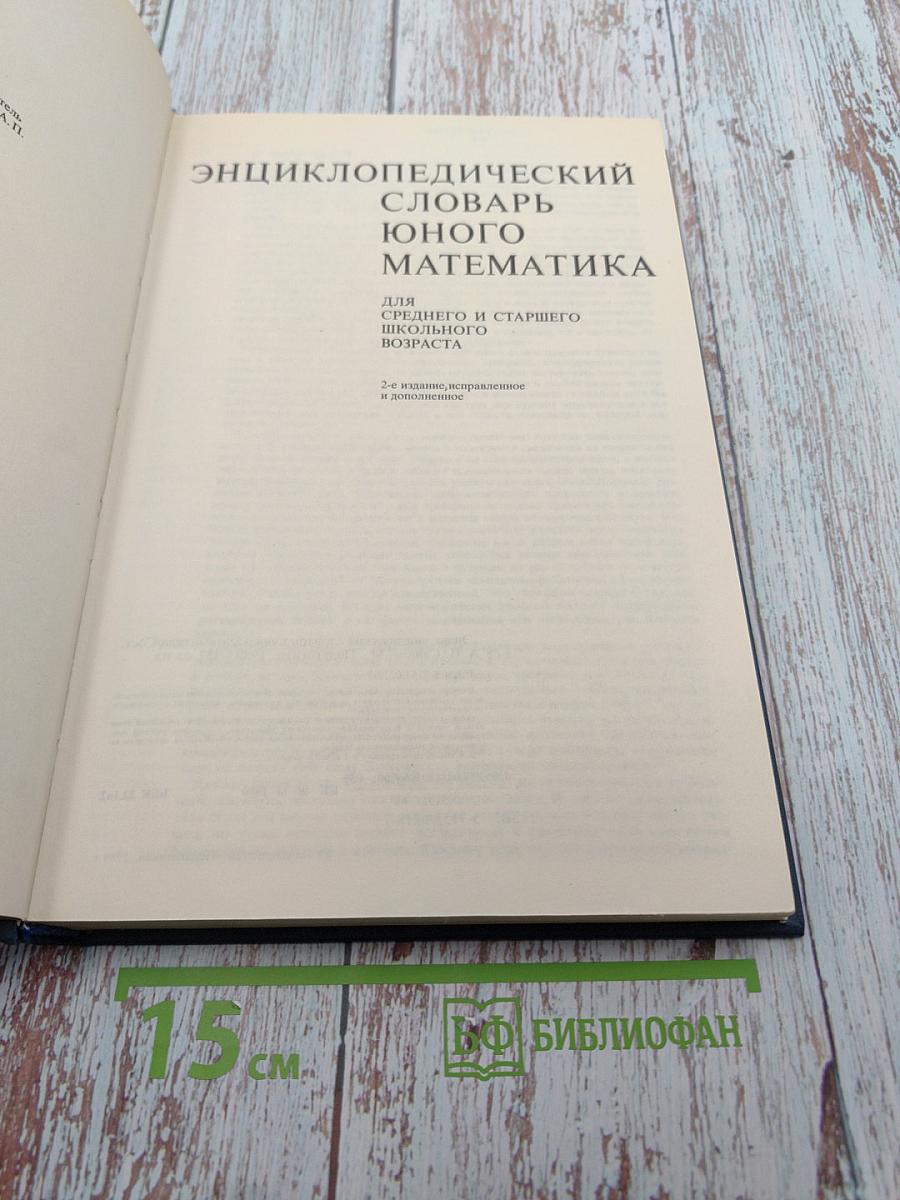 А. П.
ЭНЦИКЛОПЕДИЧЕСКИЙ
СЛОВАРЬ
ЮНОГО
МАТЕМАТИКА
ДЛЯ
СРЕДНЕГО И СТАРШЕГО
ШКОЛЬНОГО
ВОЗРАСТА
2-е издание, исправленное
и дополненное
15 см
БФ БИБЛИОФАН